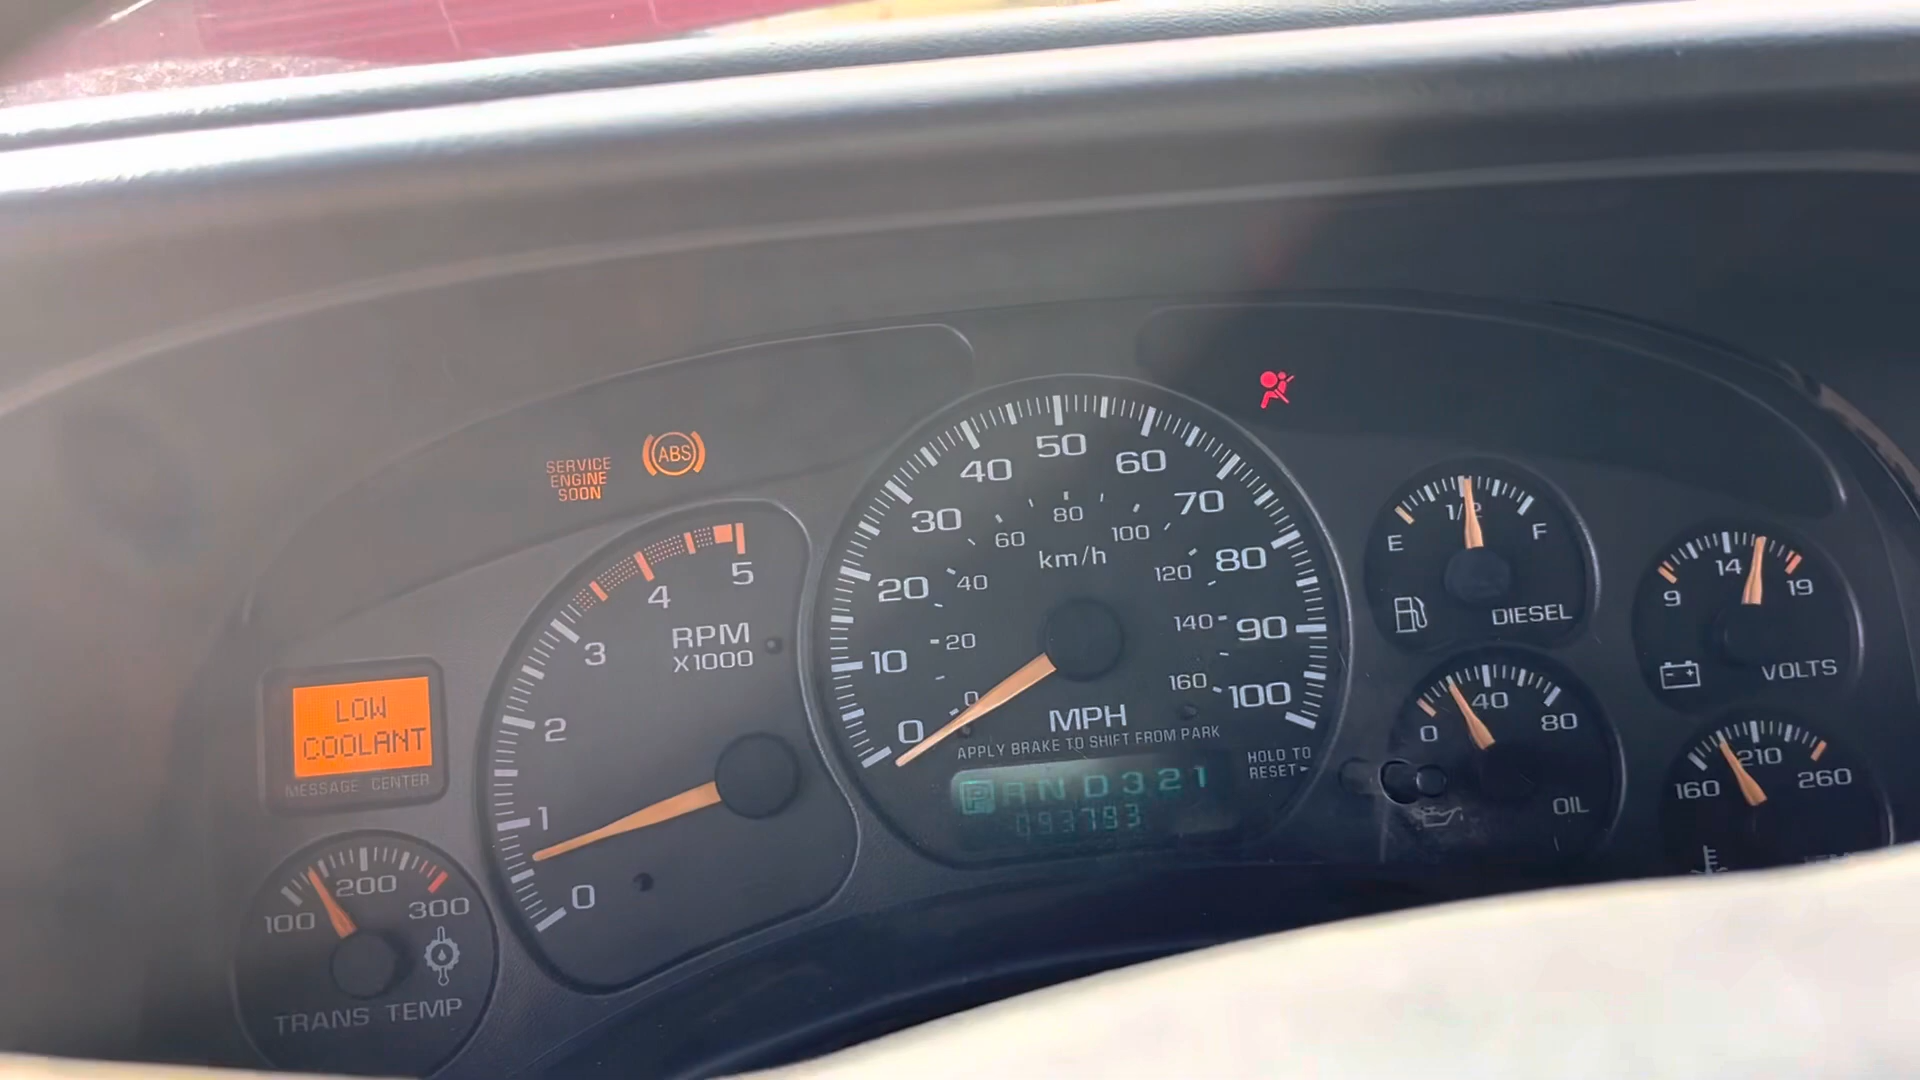 SERVICE
ENGINE
SOON
ABS
LOW
COOLANT
MESSAGE CENTER
0 1 2 3 4 5
RPM
X1000
100 200 300
TRANS TEMP
0 10 20 30 40 50 60 70 80 90 100
0 20 40 60 80 100 120 140 160
km/h
MPH
APPLY BRAKE TO SHIFT FROM PARK
P R N D 3 2 1
093793
HOLD TO
RESET
E 1/2 F
DIESEL
9 14 19
VOLTS
0 40 80
OIL
160 210 260